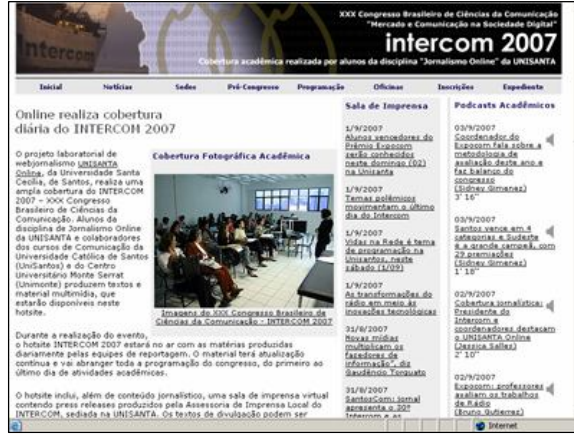 XXX Congresso Brasileiro de Ciências da Comunicação
"Mercado e Comunicação na Sociedade Digital"
Intercom
intercom 2007
Cobertura acadêmica realizada por alunos da disciplina "Jornalismo Online" da UNISANTA
Inicial Notícias Sedes Pré-Congresso Programação Oficinas Inscrições Expediente
Online realiza cobertura
diária do INTERCOM 2007
O projeto laboratorial de
webjornalismo UNISANTA
Online, da Universidade Santa
Cecília, de Santos, realiza uma
ampla cobertura do INTERCOM
2007 - XXX Congresso
Brasileiro de Ciências da
Comunicação. Alunos da
disciplina de Jornalismo Online
da UNISANTA e colaboradores
dos cursos de Comunicação da
Universidade Católica de Santos
(UniSantos) e do Centro
Universitário Monte Serrat
(Unimonte) produzem textos e
material multimídia, que
estarão disponíveis neste
hotsite.
Durante a realização do evento,
o hotsite INTERCOM 2007 estará no ar com as matérias produzidas
diariamente pelas equipes de reportagem. O material terá atualização
contínua e vai abranger toda a programação do congresso, do primeiro ao
último dia de atividades acadêmicas.
O hotsite inclui, além de conteúdo jornalístico, uma sala de imprensa virtual
contendo press releases produzidos pela Assessoria de Imprensa Local do
INTERCOM, sediada na UNISANTA. Os textos de divulgação podem ser
Cobertura Fotográfica Acadêmica
Imagens do XXX Congresso Brasileiro de
Ciências da Comunicação - INTERCOM 2007
Sala de Imprensa
1/9/2007
Alunos vencedores do
Prêmio Expocom
serão conhecidos
neste domingo (02)
na Unisanta
1/9/2007
Temas polêmicos
movimentam o último
dia do Intercom
1/9/2007
Vidas na Rede é tema
de programação na
Unisantos, neste
sábado (1/09)
1/9/2007
As transformações do
rádio em meio às
inovações tecnológicas
31/8/2007
Novas mídias
multiplicam os
fazedores de
informação", diz
Gaudêncio Torquato
31/8/2007
SantosCom: jornal
apresenta o 30º
Intercom e as
Podcasts Acadêmicos
03/9/2007
Coordenador do
Expocom fala sobre a
metodologia de
avaliação deste ano e
faz balanço do
congresso
(Sidney Gimenez)
3' 16"
03/9/2007
Santos vence em 4
categorias e Sudeste
é a grande campeã, com
29 premiações
(Sidney Gimenez)
1' 18"
02/9/2007
Cobertura jornalística:
Presidente do
Intercom e
coordenadores destacam
o UNISANTA Online
(Jessica Salles)
2' 10"
02/9/2007
Expocom: professores
avaliam os trabalhos
de Rádio
(Bruno Gutierrez)
Internet